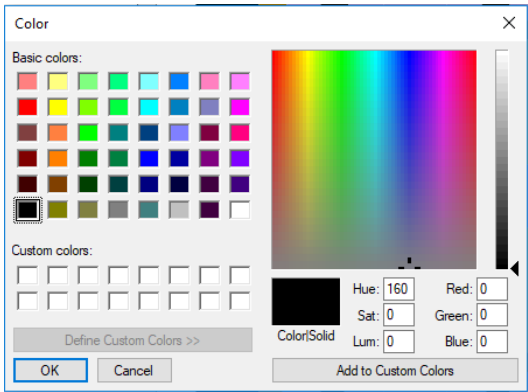 Color
Basic colors:
Custom colors:
Define Custom Colors >>
OK
Cancel
Color|Solid
Hue: 160
Sat: 0
Lum: 0
Red: 0
Green: 0
Blue: 0
Add to Custom Colors